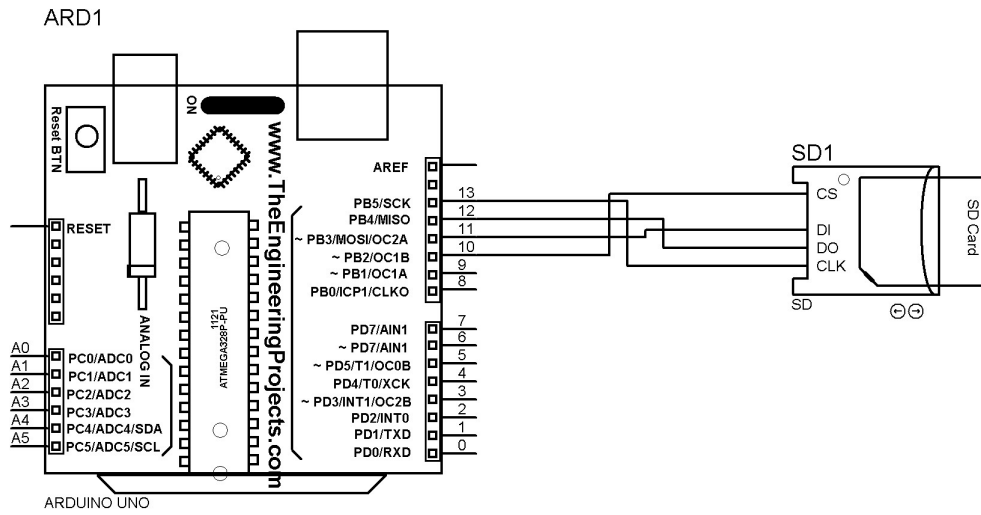 ARD1
Reset BTN
ON
www.TheEngineeringProjects.com
RESET
ANALOG IN
1121
ATMEGA328P-PU
AREF
PB5/SCK 13
PB4/MISO 12
~ PB3/MOSI/OC2A 11
~ PB2/OC1B 10
~ PB1/OC1A 9
PB0/ICP1/CLKO 8
PD7/AIN1 7
~ PD7/AIN1 6
~ PD5/T1/OC0B 5
PD4/T0/XCK 4
~ PD3/INT1/OC2B 3
PD2/INT0 2
PD1/TXD 1
PD0/RXD 0
A0 PC0/ADC0
A1 PC1/ADC1
A2 PC2/ADC2
A3 PC3/ADC3
A4 PC4/ADC4/SDA
A5 PC5/ADC5/SCL
ARDUINO UNO
SD1
CS
DI
DO
CLK
SD
SD Card